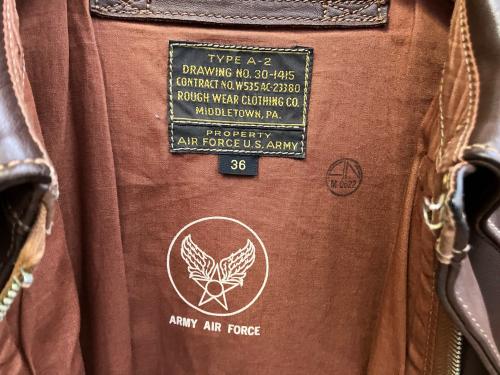 TYPE A-2
DRAWING NO. 30-1415
CONTRACT NO. W535 AC-23380
ROUGH WEAR CLOTHING CO.
MIDDLETOWN, PA.
PROPERTY
AIR FORCE U.S. ARMY
36
M-0622
ARMY AIR FORCE